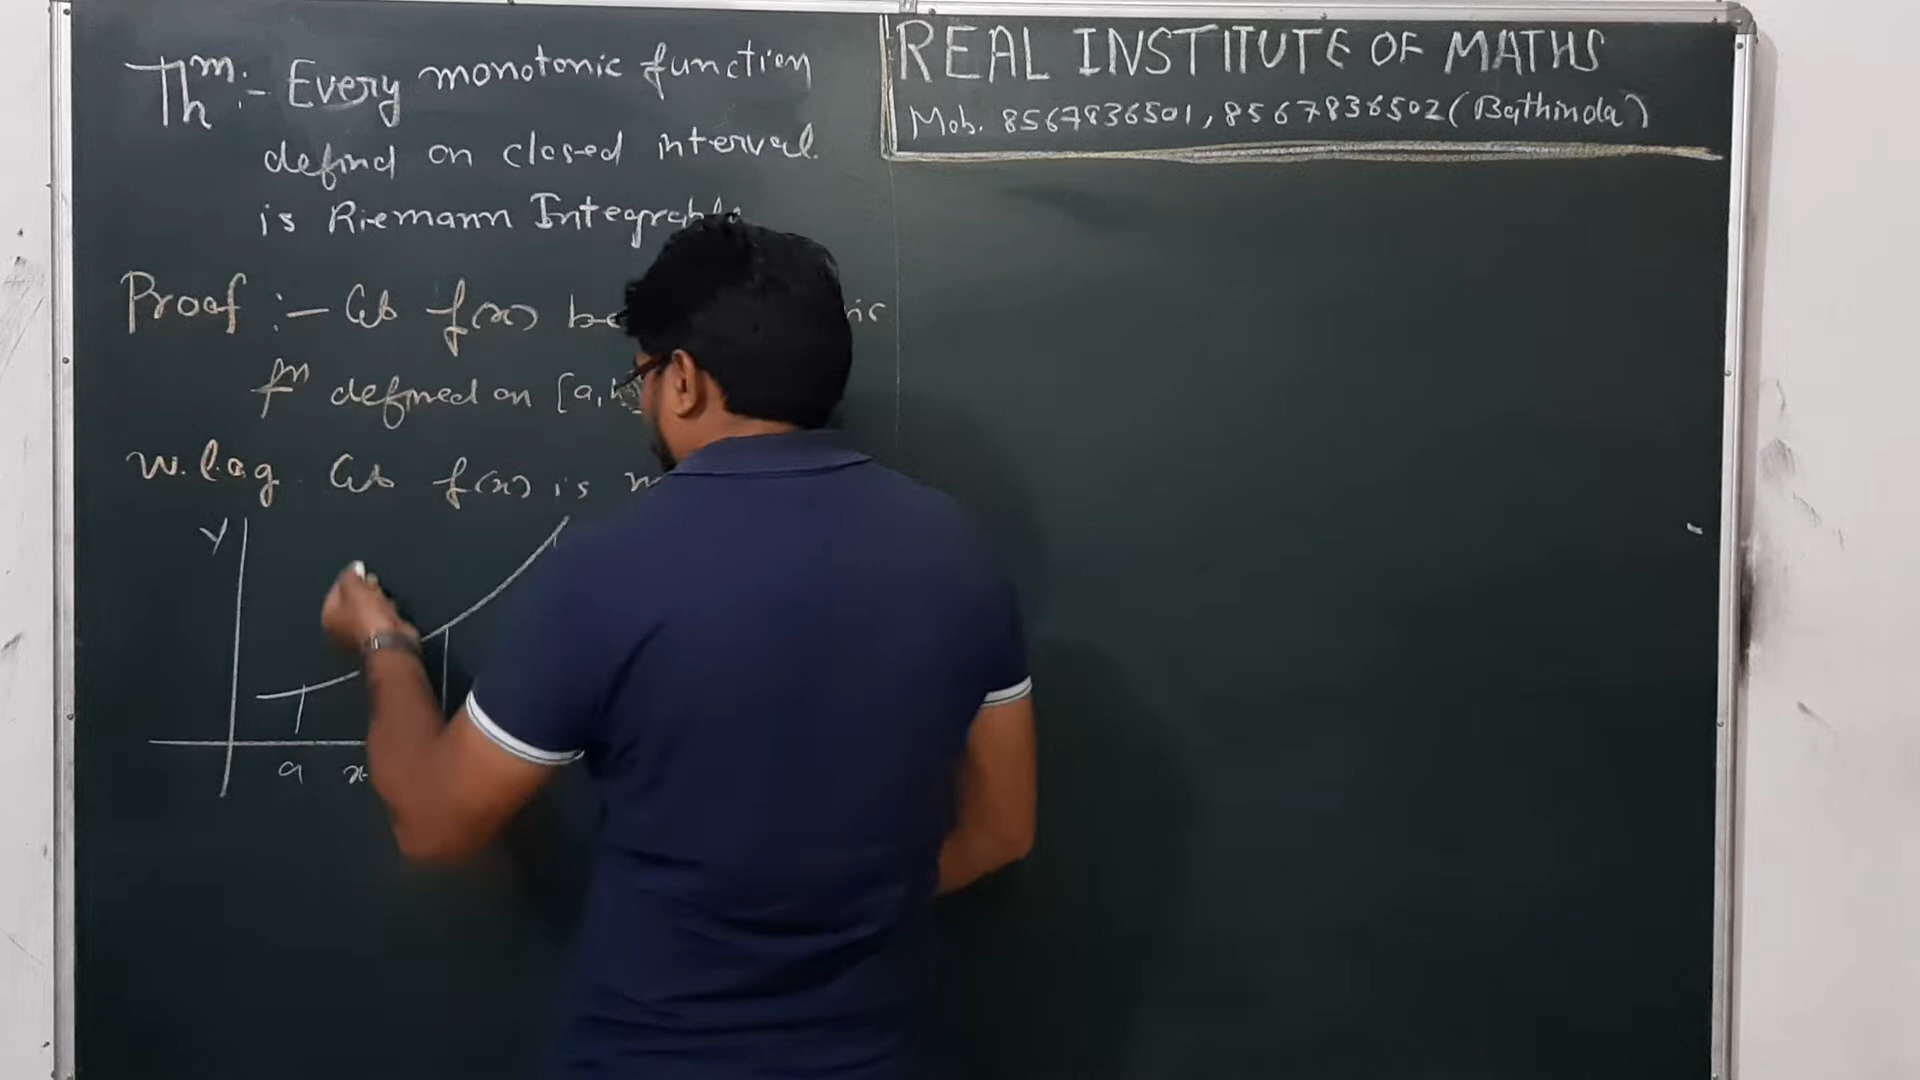 Thm:- Every monotonic function
defind on closed interval.
is Riemann Integrable
Proof :- Let f(x) be
fn defined on [a,b]
w.l.o.g. Let f(x) is
Y
a x
REAL INSTITUTE OF MATHS
Mob. 8567836501, 8567836502 (Bathinda)